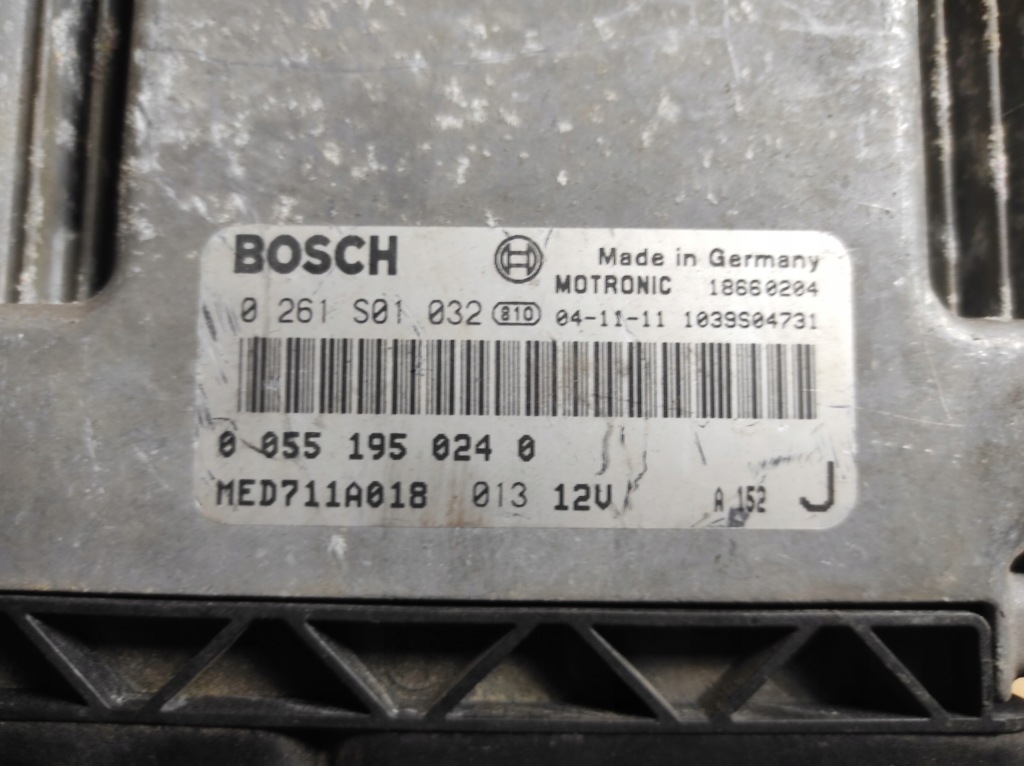 BOSCH Made in Germany
MOTRONIC 18660204
0 261 S01 032 810 04-11-11 1039S04731
0 055 195 024 0
MED711A018 013 12V A 152 J